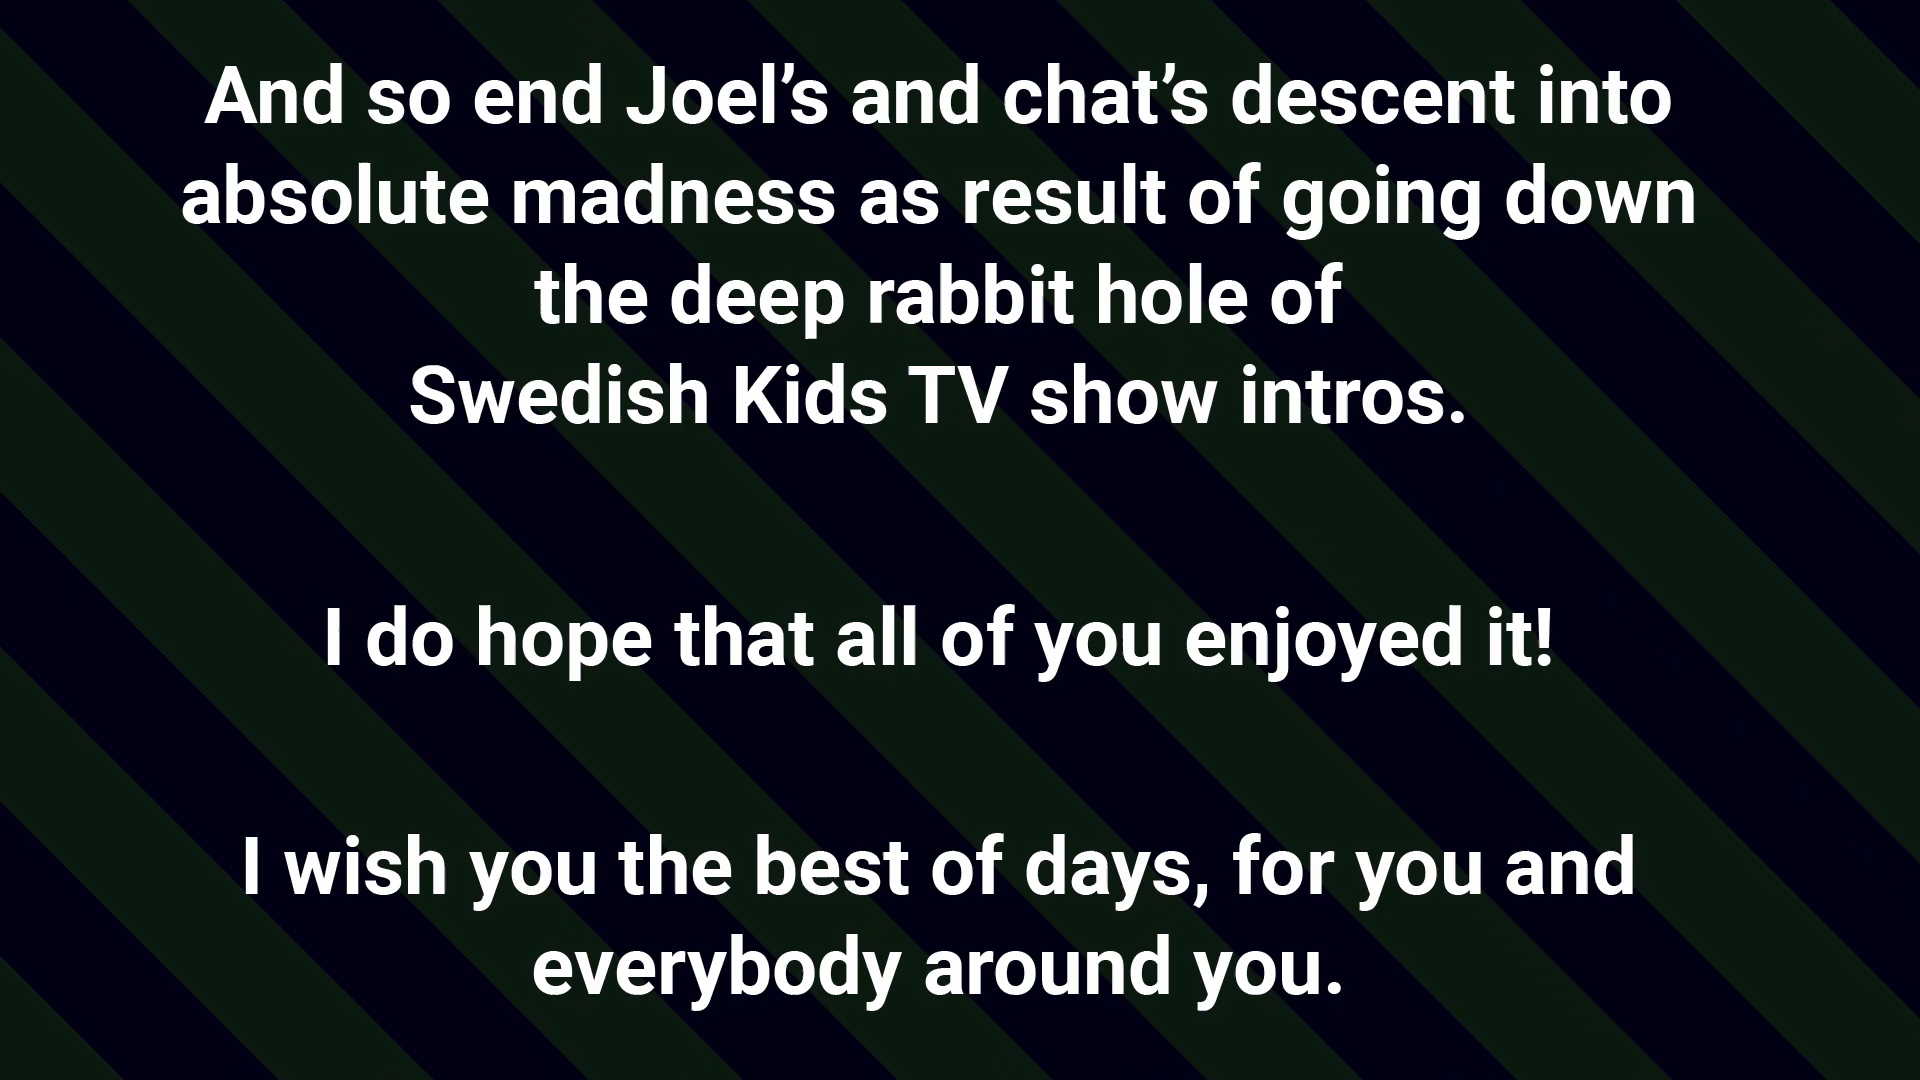 And so end Joel’s and chat’s descent into
absolute madness as result of going down
the deep rabbit hole of
Swedish Kids TV show intros.
I do hope that all of you enjoyed it!
I wish you the best of days, for you and
everybody around you.